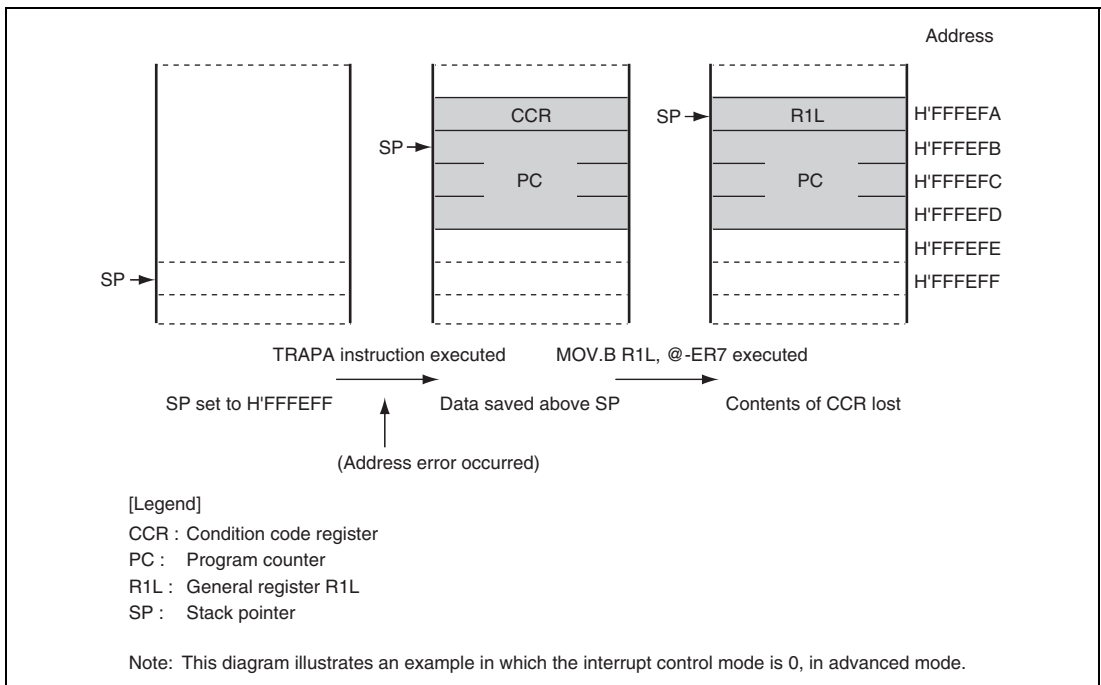 Address
CCR
SP
R1L
H'FFFEFA
SP
H'FFFEFB
PC
PC
H'FFFEFC
H'FFFEFD
H'FFFEFE
SP
H'FFFEFF
TRAPA instruction executed
MOV.B R1L, @-ER7 executed
SP set to H'FFFEFF
Data saved above SP
Contents of CCR lost
(Address error occurred)
[Legend]
CCR : Condition code register
PC : Program counter
R1L : General register R1L
SP : Stack pointer
Note: This diagram illustrates an example in which the interrupt control mode is 0, in advanced mode.